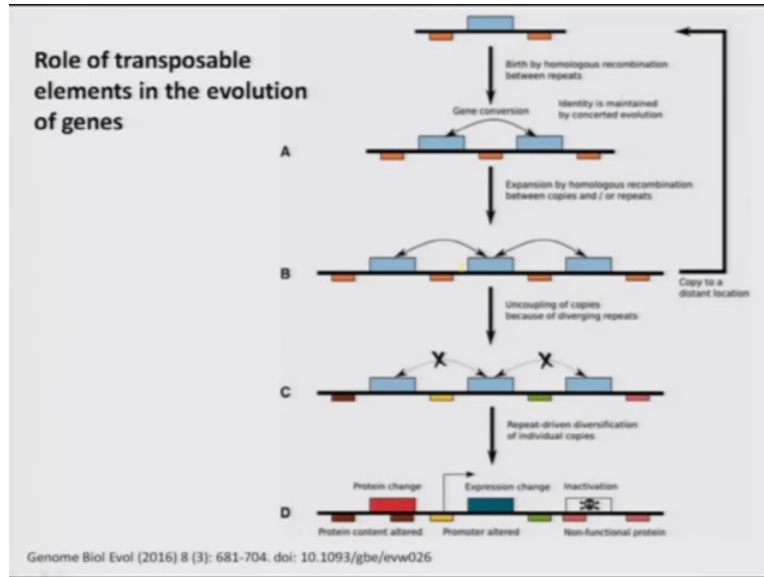 Role of transposable
elements in the evolution
of genes
Birth by homologous recombination
between repeats
Gene conversion
Identity is maintained
by concerted evolution
A
Expansion by homologous recombination
between copies and / or repeats
B
Copy to a
distant location
Uncoupling of copies
because of diverging repeats
X
X
C
Repeat-driven diversification
of individual copies
Protein change
Expression change
Inactivation
D
Protein content altered
Promoter altered
Non-functional protein
Genome Biol Evol (2016) 8 (3): 681-704. doi: 10.1093/gbe/evw026